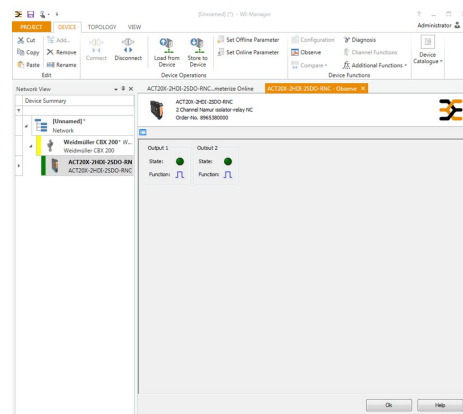 [Unnamed] (*) - WI-Manager
PROJECT DEVICE TOPOLOGY VIEW
Administrator
Cut Add...
Copy Remove
Paste Rename
Edit
Connect Disconnect
Load from Device
Store to Device
Set Offline Parameter
Set Online Parameter
Device Operations
Configuration
Observe
Compare
Diagnosis
Channel Functions
Additional Functions
Device Functions
Device Catalogue
Network View
Device Summary
[Unnamed]*
Network
Weidmüller CBX 200* W...
Weidmüller CBX 200
ACT20X-2HDI-2SDO-RN
ACT20X-2HDI-2SDO-RNC
ACT20X-2HDI-2SDO-RNC...meterize Online
ACT20X-2HDI-2SDO-RNC - Observe
ACT20X-2HDI-2SDO-RNC
2 Channel Namur isolator-relay NC
Order-No. 8965380000
Output 1 Output 2
State: State:
Function: Function:
Ok Help